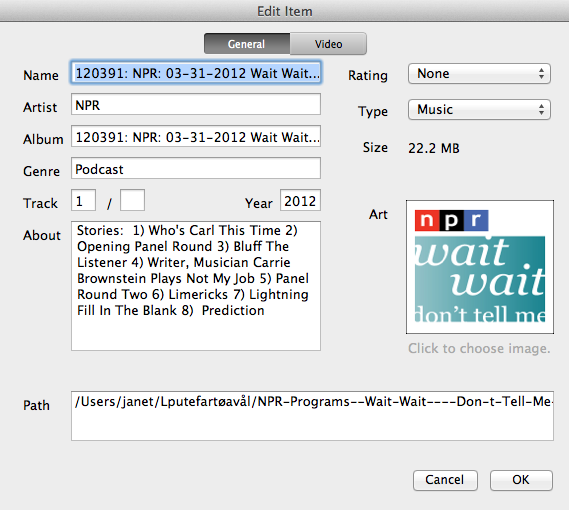 Edit Item
General Video
Name 120391: NPR: 03-31-2012 Wait Wait...
Rating None
Artist NPR
Type Music
Album 120391: NPR: 03-31-2012 Wait Wait...
Size 22.2 MB
Genre Podcast
Track 1 / Year 2012
About Stories: 1) Who's Carl This Time 2)
Opening Panel Round 3) Bluff The
Listener 4) Writer, Musician Carrie
Brownstein Plays Not My Job 5) Panel
Round Two 6) Limericks 7) Lightning
Fill In The Blank 8) Prediction
Art
npr
wait
wait
don't tell me
Click to choose image.
Path /Users/janet/Lputefartøavål/NPR-Programs--Wait-Wait----Don-t-Tell-Me-
Cancel OK